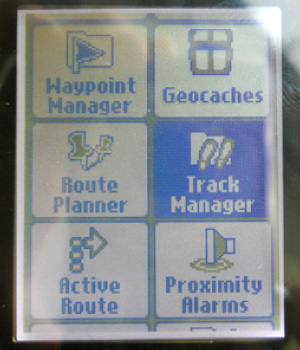 Waypoint
Manager
Geocaches
Route
Planner
Track
Manager
Active
Route
Proximity
Alarms